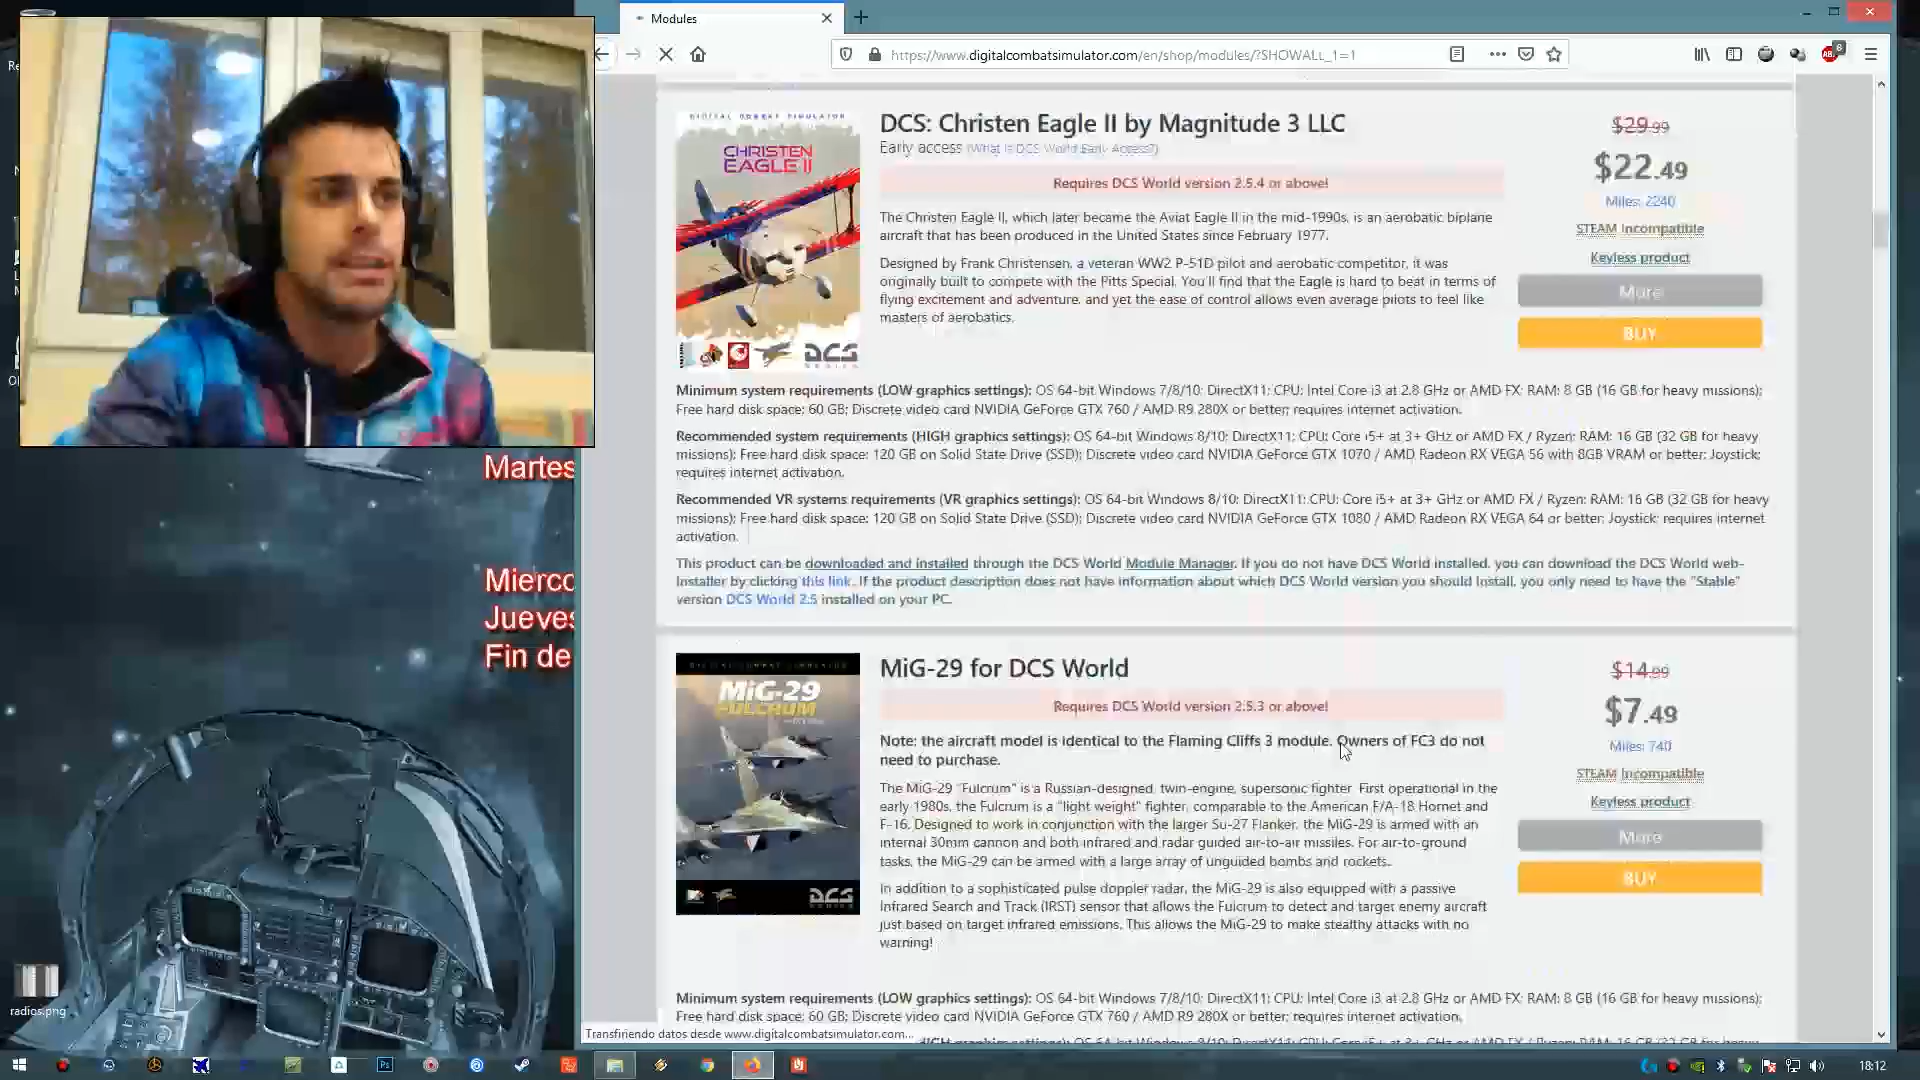 Modules
https://www.digitalcombatsimulator.com/en/shop/modules/?SHOWALL_1=1
6
DIGITAL COMBAT SIMULATOR
CHRISTEN
EAGLE II
DCS
DCS: Christen Eagle II by Magnitude 3 LLC
Early access (What is DCS World Early Access?)
Requires DCS World version 2.5.4 or above!
The Christen Eagle II, which later became the Aviat Eagle II in the mid-1990s, is an aerobatic biplane
aircraft that has been produced in the United States since February 1977.
Designed by Frank Christensen, a veteran WW2 P-51D pilot and aerobatic competitor, it was
originally built to compete with the Pitts Special. You'll find that the Eagle is hard to beat in terms of
flying excitement and adventure, and yet the ease of control allows even average pilots to feel like
masters of aerobatics.
$29.99
$22.49
Miles: 2240
STEAM Incompatible
Keyless product
More
BUY
Minimum system requirements (LOW graphics settings): OS 64-bit Windows 7/8/10; DirectX11; CPU: Intel Core i3 at 2.8 GHz or AMD FX; RAM: 8 GB (16 GB for heavy missions);
Free hard disk space: 60 GB; Discrete video card NVIDIA GeForce GTX 760 / AMD R9 280X or better; requires internet activation.
Recommended system requirements (HIGH graphics settings): OS 64-bit Windows 8/10; DirectX11; CPU: Core i5+ at 3+ GHz or AMD FX / Ryzen; RAM: 16 GB (32 GB for heavy
missions); Free hard disk space: 120 GB on Solid State Drive (SSD); Discrete video card NVIDIA GeForce GTX 1070 / AMD Radeon RX VEGA 56 with 8GB VRAM or better; Joystick;
requires internet activation.
Recommended VR systems requirements (VR graphics settings): OS 64-bit Windows 8/10; DirectX11; CPU: Core i5+ at 3+ GHz or AMD FX / Ryzen; RAM: 16 GB (32 GB for heavy
missions); Free hard disk space: 120 GB on Solid State Drive (SSD); Discrete video card NVIDIA GeForce GTX 1080 / AMD Radeon RX VEGA 64 or better; Joystick; requires internet
activation.
This product can be downloaded and installed through the DCS World Module Manager. If you do not have DCS World installed, you can download the DCS World web-
installer by clicking this link. If the product description does not have information about which DCS World version you should install, you only need to have the "Stable"
version DCS World 2.5 installed on your PC.
Martes
Mierco
Jueves
Fin de
MiG-29
FULCRUM
DCS
MiG-29 for DCS World
Requires DCS World version 2.5.3 or above!
Note: the aircraft model is identical to the Flaming Cliffs 3 module. Owners of FC3 do not
need to purchase.
The MiG-29 "Fulcrum" is a Russian-designed, twin-engine, supersonic fighter. First operational in the
early 1980s, the Fulcrum is a "light weight" fighter, comparable to the American F/A-18 Hornet and
F-16. Designed to work in conjunction with the larger Su-27 Flanker, the MiG-29 is armed with an
internal 30mm cannon and both infrared and radar guided air-to-air missiles. For air-to-ground
tasks, the MiG-29 can be armed with a large array of unguided bombs and rockets.
In addition to a sophisticated pulse doppler radar, the MiG-29 is also equipped with a passive
Infrared Search and Track (IRST) sensor that allows the Fulcrum to detect and target enemy aircraft
just based on target infrared emissions. This allows the MiG-29 to make stealthy attacks with no
warning!
$14.99
$7.49
Miles: 740
STEAM Incompatible
Keyless product
More
BUY
Minimum system requirements (LOW graphics settings): OS 64-bit Windows 7/8/10; DirectX11; CPU: Intel Core i3 at 2.8 GHz or AMD FX; RAM: 8 GB (16 GB for heavy missions);
Free hard disk space: 60 GB; Discrete video card NVIDIA GeForce GTX 760 / AMD R9 280X or better; requires internet activation.
Transfiriendo datos desde www.digitalcombatsimulator.com...
radios.png
18:12